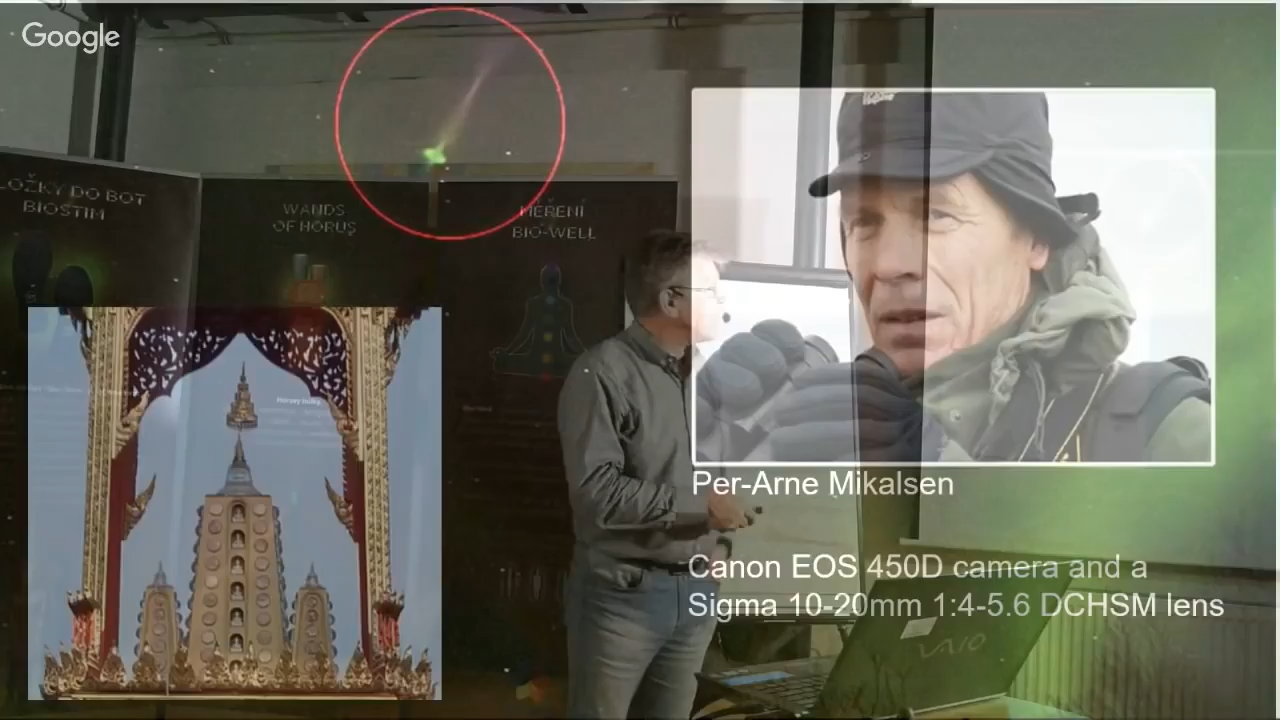 Google
LOŽKY DO BOT
BIOSTIM
WANDS
OF HORUS
MĚŘENÍ
BIO-WELL
Per-Arne Mikalsen
Canon EOS 450D camera and a
Sigma 10-20mm 1:4-5.6 DCHSM lens
VAIO